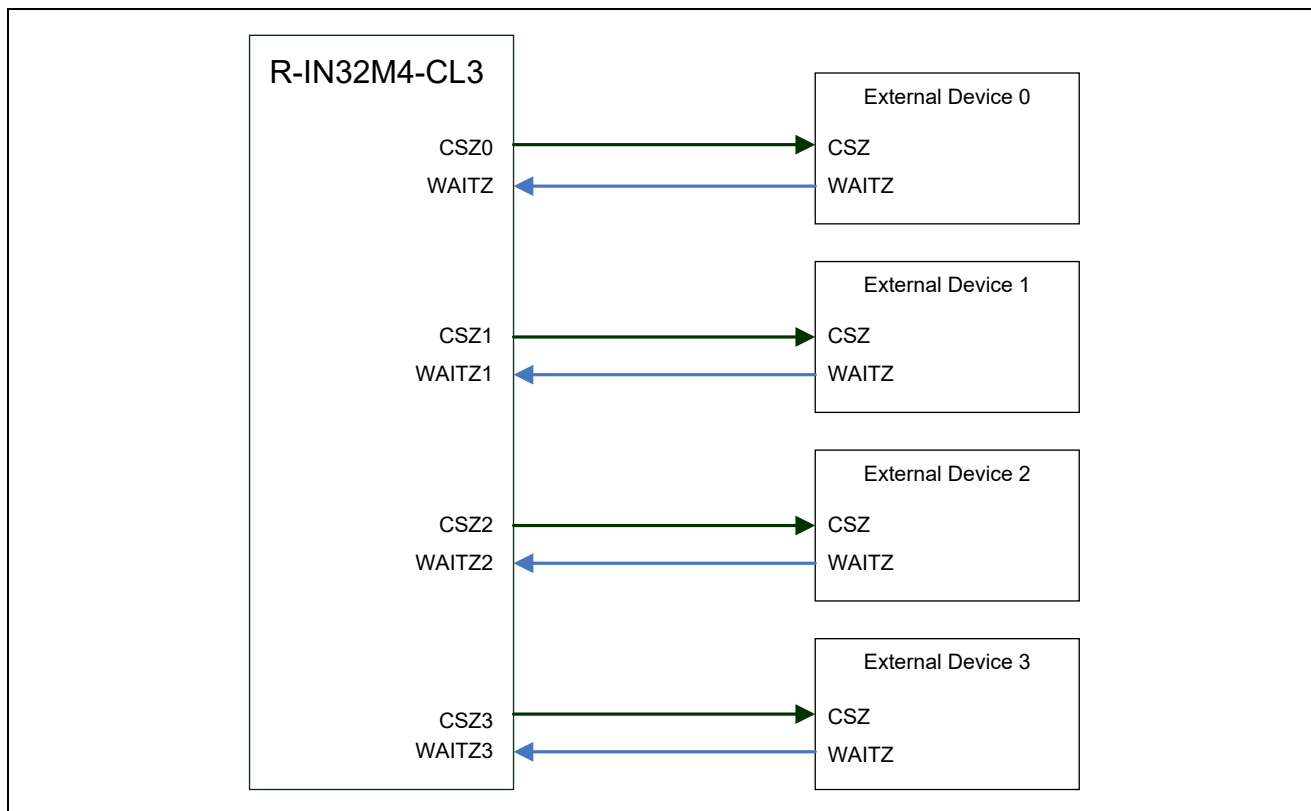 R-IN32M4-CL3
CSZ0
WAITZ
CSZ1
WAITZ1
CSZ2
WAITZ2
CSZ3
WAITZ3
External Device 0
CSZ
WAITZ
External Device 1
CSZ
WAITZ
External Device 2
CSZ
WAITZ
External Device 3
CSZ
WAITZ